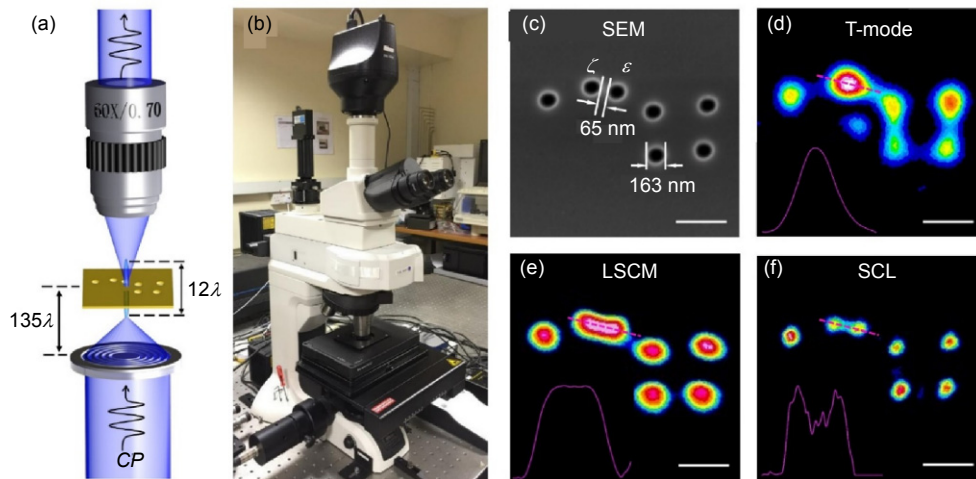 (a)
60X/0.70
12λ
135λ
CP
(b)
(c)
SEM
ζ ε
65 nm
163 nm
(d)
T-mode
(e)
LSCM
(f)
SCL